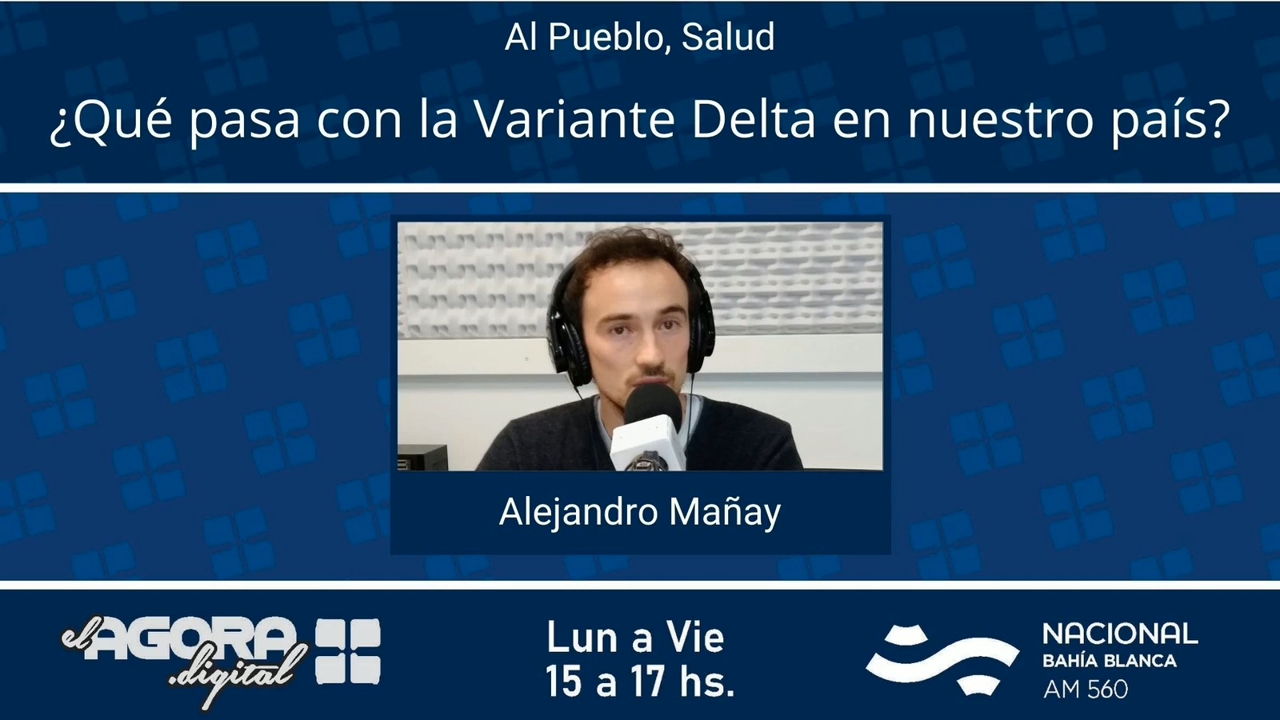 Al Pueblo, Salud
¿Qué pasa con la Variante Delta en nuestro país?
Alejandro Mañay
el AGORA
.digital
Lun a Vie
15 a 17 hs.
NACIONAL
BAHÍA BLANCA
AM 560